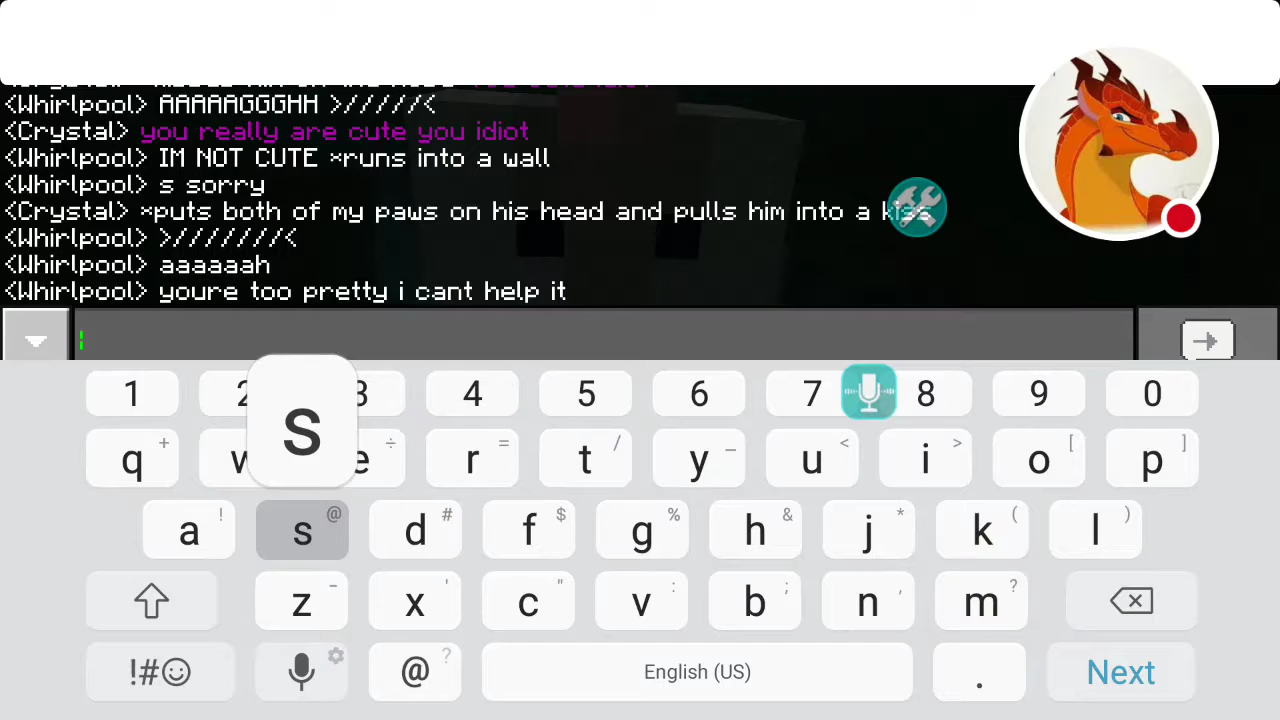 <Whirlpool> AAAAAGGGHH >/////<
<Crystal> you really are cute you idiot
<Whirlpool> IM NOT CUTE *runs into a wall
<Whirlpool> s sorry
<Crystal> *puts both of my paws on his head and pulls him into a kiss
<Whirlpool> >////////<
<Whirlpool> aaaaaah
<Whirlpool> youre too pretty i cant help it
s
1 2 3 4 5 6 7 8 9 0
q + w e ÷ r = t / y _ u < i > o [ p ]
a ! s @ d # f $ g % h & j * k ( l )
z - x ' c " v : b ; n , m ?
!#☺ @ ? English (US) . Next